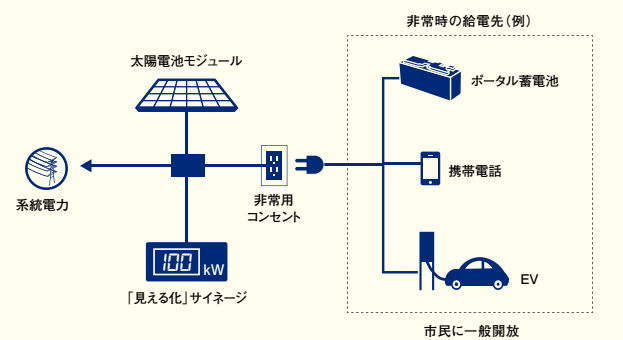 非常時の給電先(例)
太陽電池モジュール
ポータル蓄電池
携帯電話
系統電力
非常用
コンセント
100 kW
「見える化」サイネージ
EV
市民に一般開放